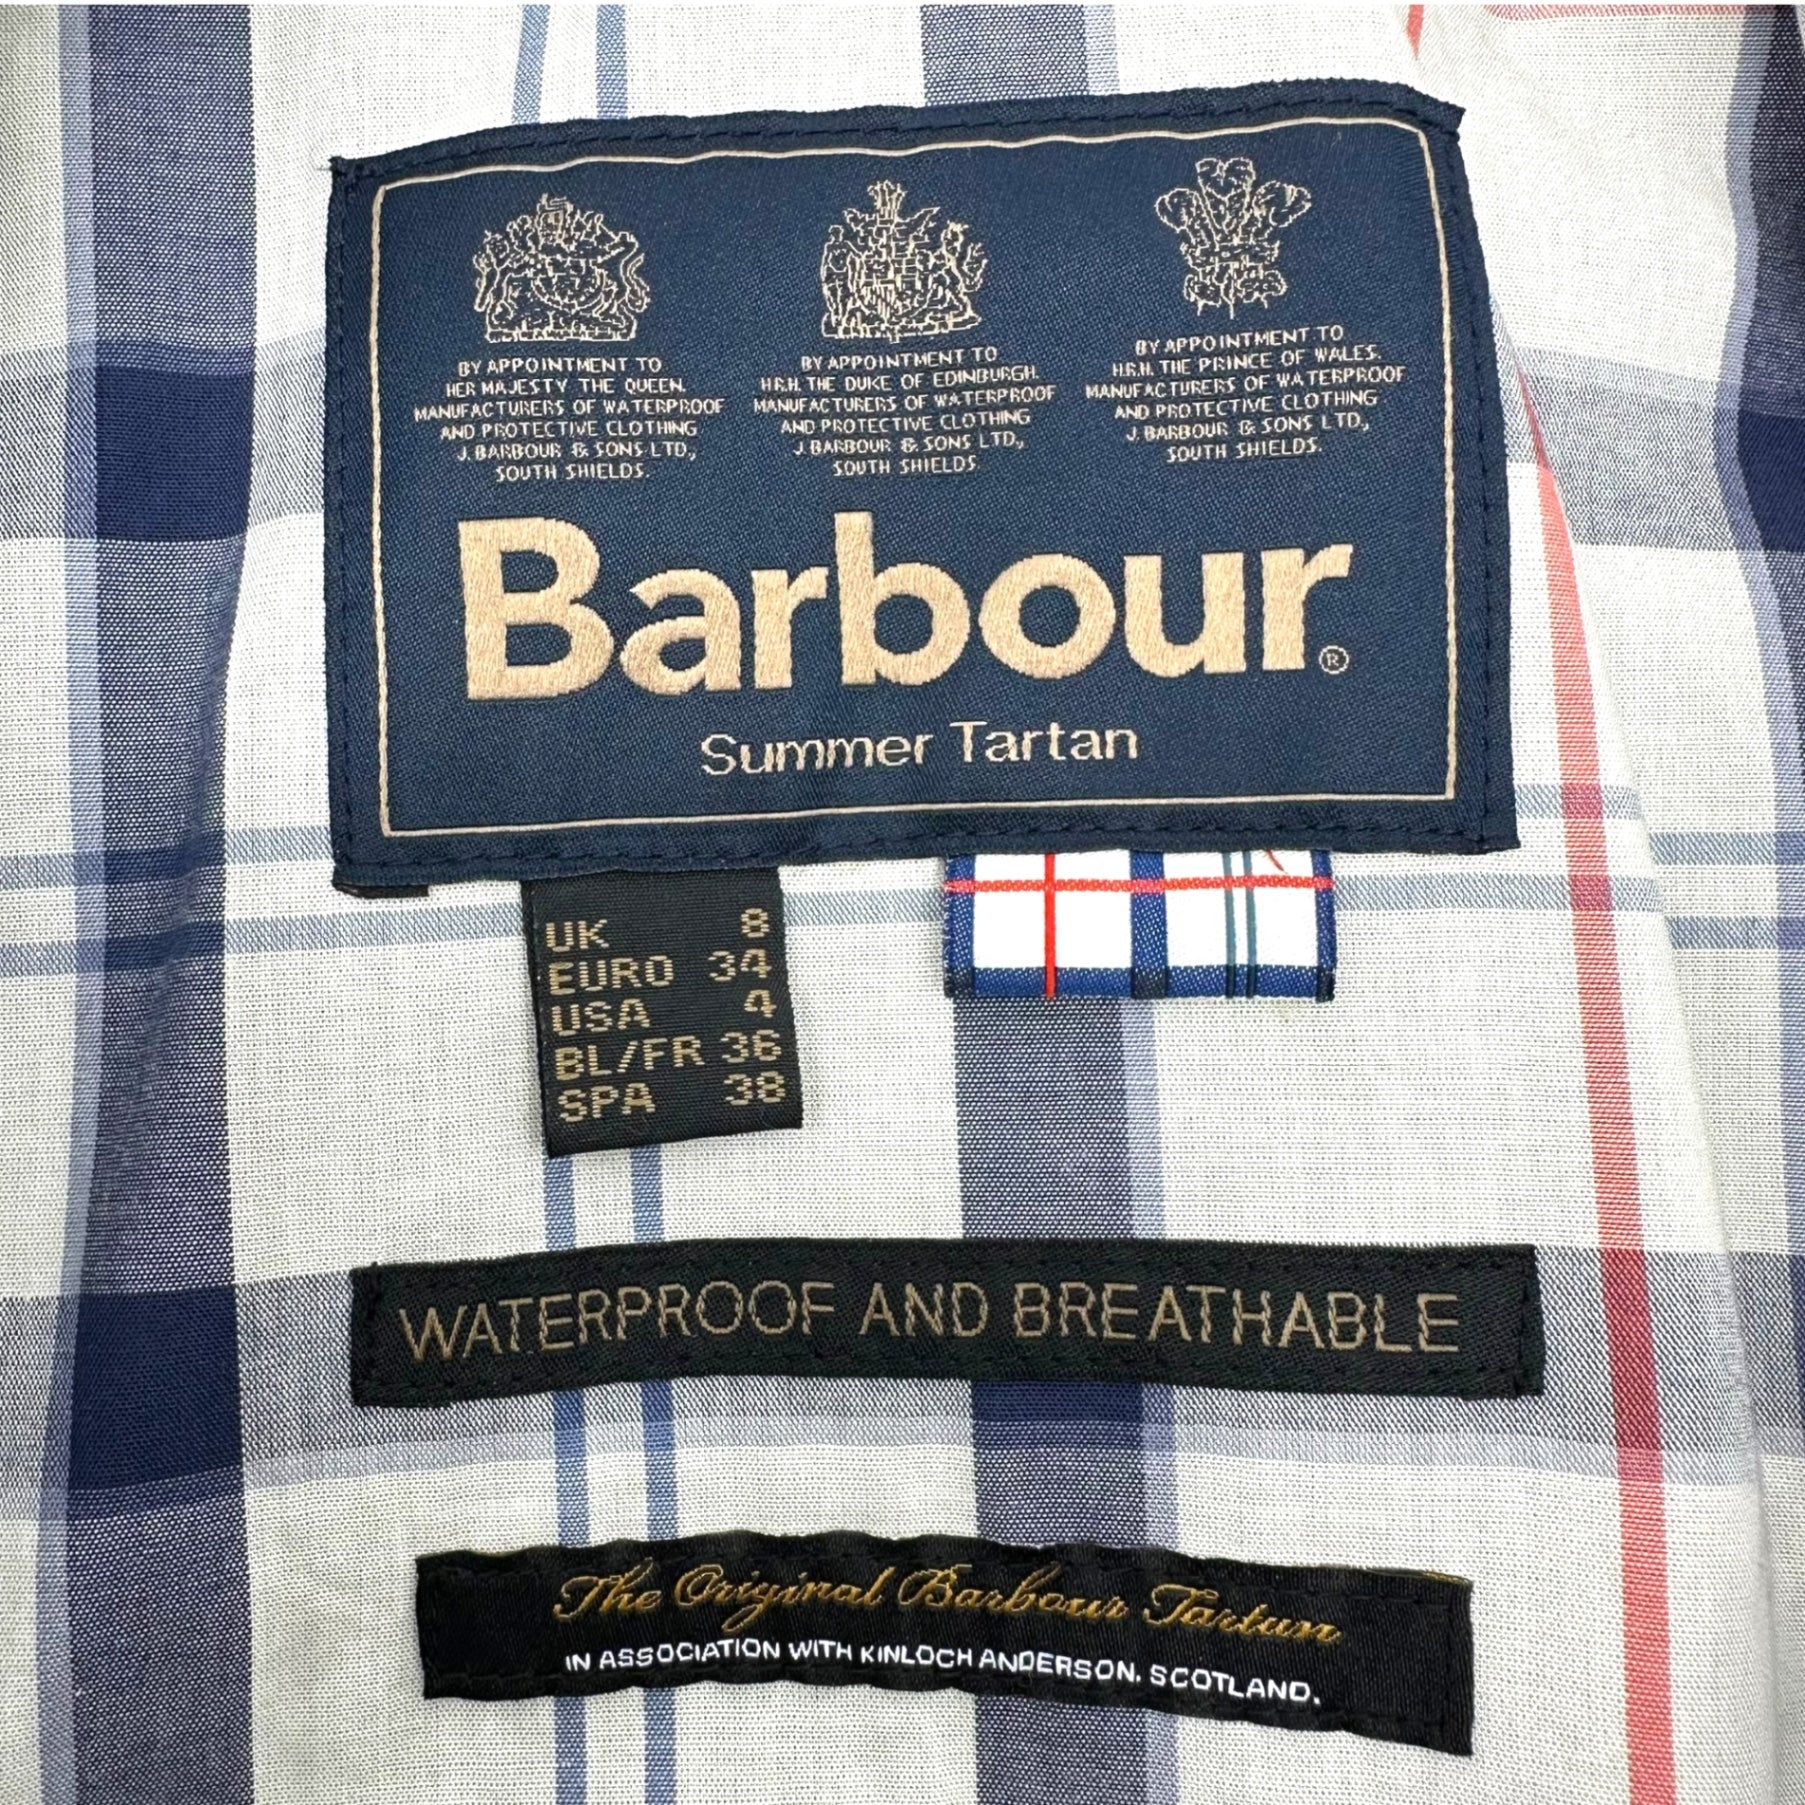 BY APPOINTMENT TO
HER MAJESTY THE QUEEN.
MANUFACTURERS OF WATERPROOF
AND PROTECTIVE CLOTHING
J. BARBOUR & SONS LTD.,
SOUTH SHIELDS.
BY APPOINTMENT TO
H.R.H. THE DUKE OF EDINBURGH.
MANUFACTURERS OF WATERPROOF
AND PROTECTIVE CLOTHING
J. BARBOUR & SONS LTD.,
SOUTH SHIELDS.
BY APPOINTMENT TO
H.R.H. THE PRINCE OF WALES.
MANUFACTURERS OF WATERPROOF
AND PROTECTIVE CLOTHING
J. BARBOUR & SONS LTD.,
SOUTH SHIELDS.
Barbour®
Summer Tartan
UK 8
EURO 34
USA 4
BL/FR 36
SPA 38
WATERPROOF AND BREATHABLE
The Original Barbour Tartan
IN ASSOCIATION WITH KINLOCH ANDERSON. SCOTLAND.